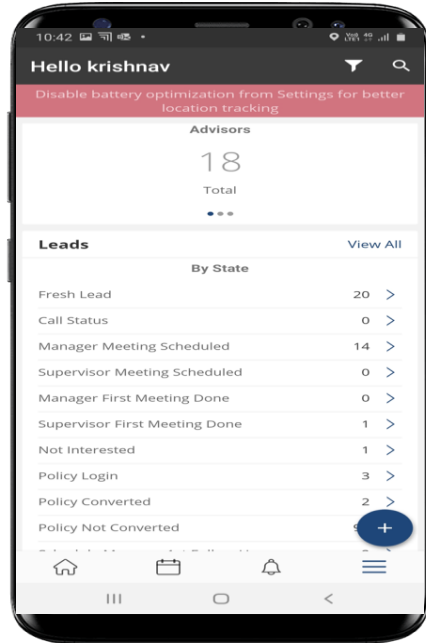 10:42
Hello krishnav
Disable battery optimization from Settings for better
location tracking
Advisors
18
Total
Leads View All
By State
Fresh Lead 20
Call Status 0
Manager Meeting Scheduled 14
Supervisor Meeting Scheduled 0
Manager First Meeting Done 0
Supervisor First Meeting Done 1
Not Interested 1
Policy Login 3
Policy Converted 2
Policy Not Converted